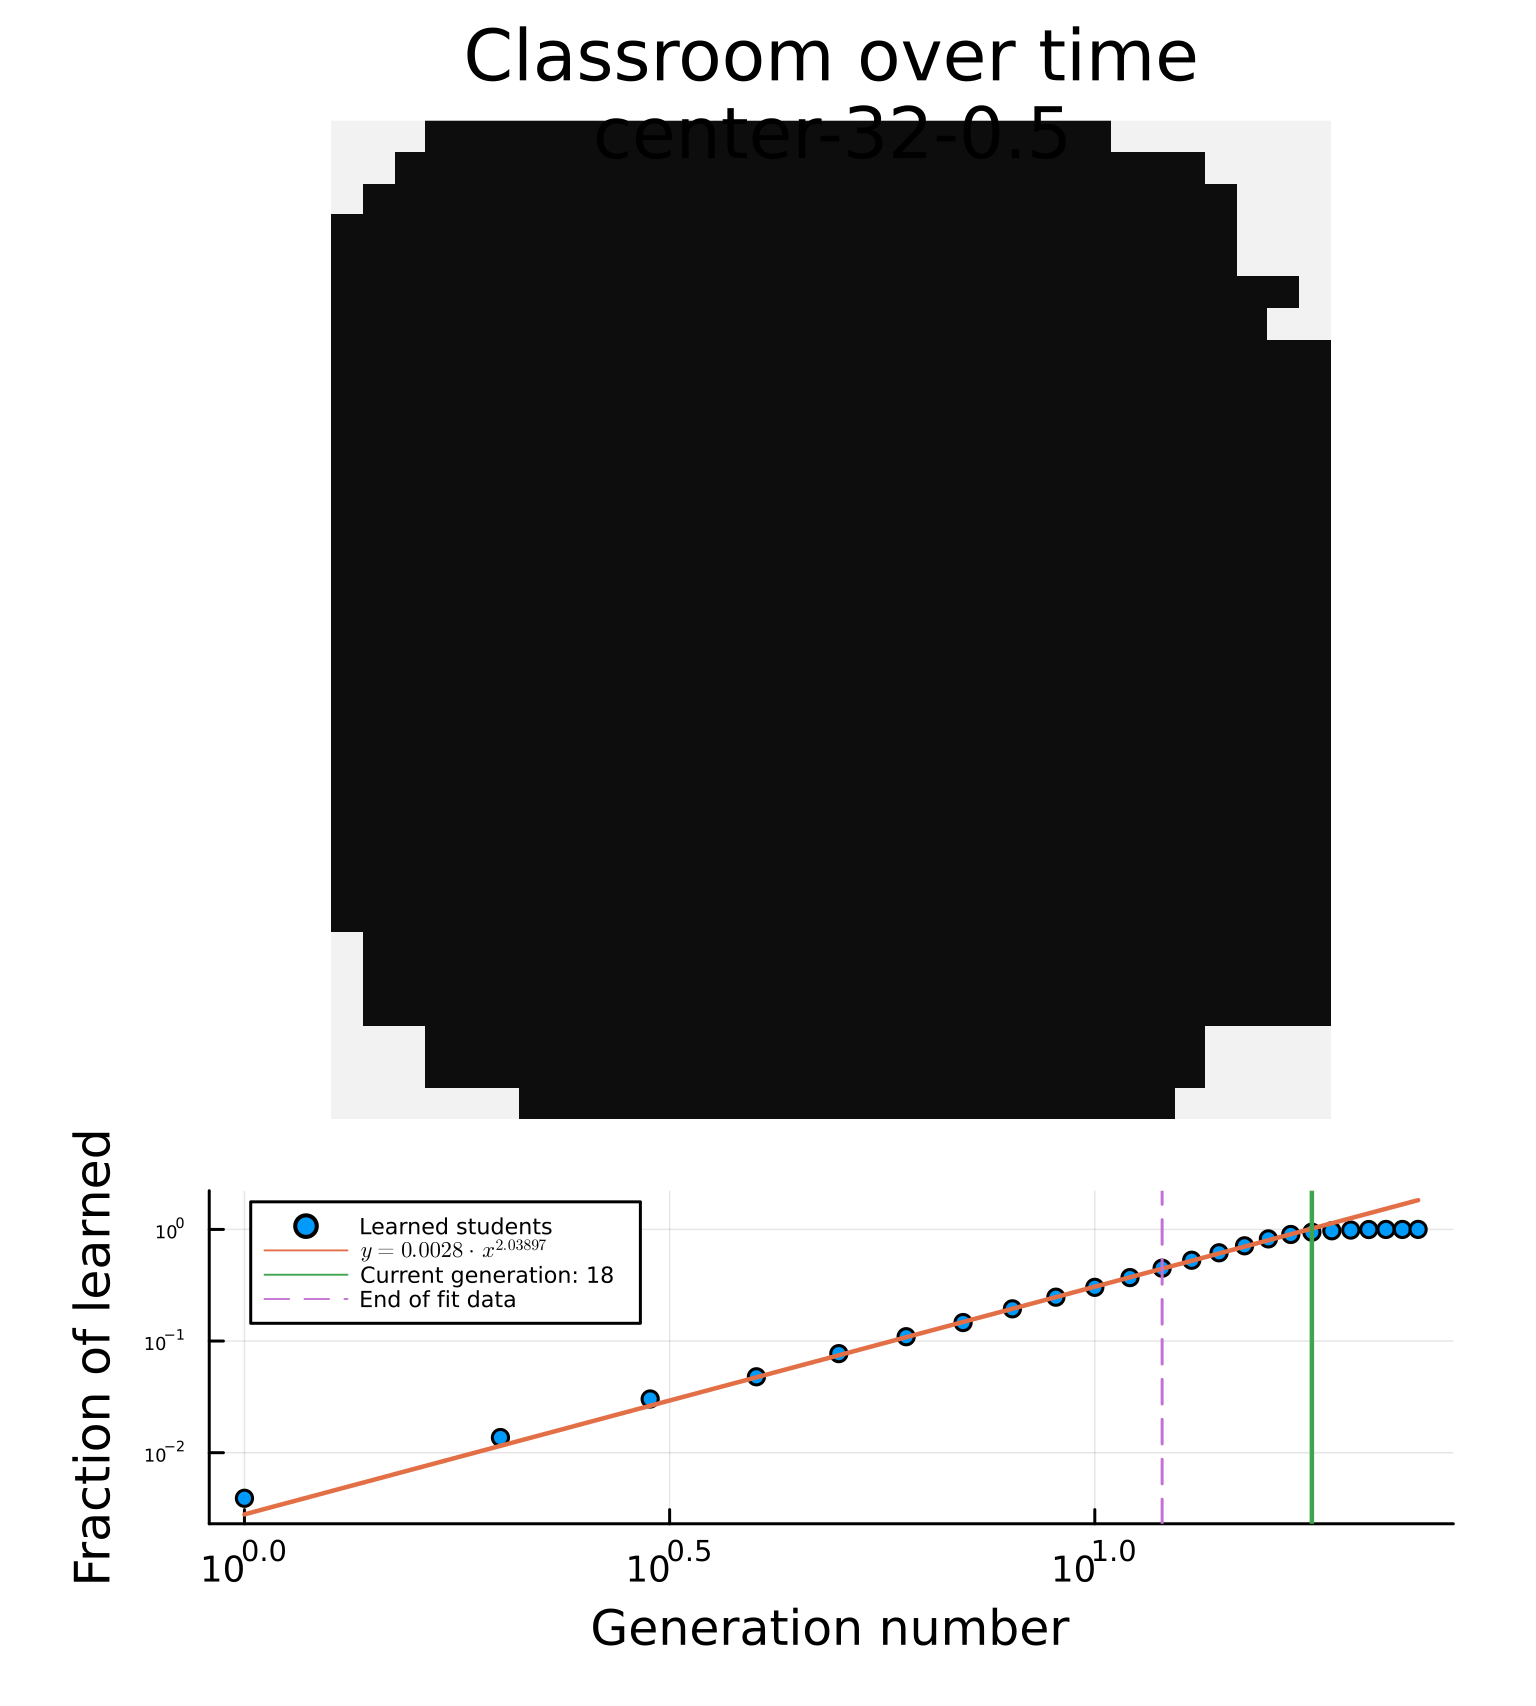 Classroom over time
center-32-0.5
Fraction of learned
10^0
10^−1
10^−2
Learned students
y = 0.0028 · x^2.03897
Current generation: 18
End of fit data
10^0.0
10^0.5
10^1.0
Generation number